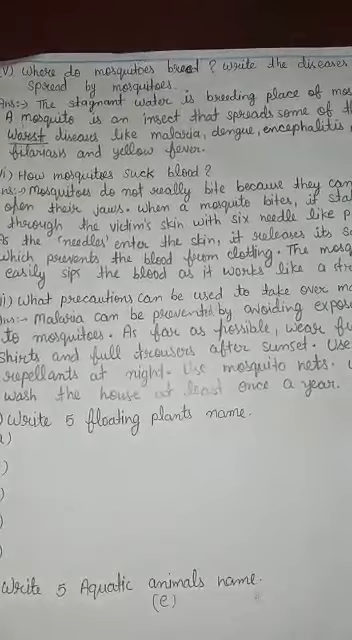 (v) Where do mosquitoes breed? Write the diseases
spread by mosquitoes.
Ans:→ The stagnant water is breeding place of mos
A mosquito is an insect that spreads some of th
worst diseases like malaria, dengue, encephalitis,
filariasis and yellow fever.
vi) How mosquitoes suck blood?
ns:→ Mosquitoes do not really bite because they can
open their jaws. When a mosquito bites, it sta
through the victim's skin with six needle like p
As the 'needles' enter the skin, it releases its sa
which prevents the blood from clotting. The mosq
easily sips the blood as it works like a stra
ii) What precautions can be used to take over ma
Ans:- Malaria can be prevented by avoiding expos
to mosquitoes. As far as possible, wear fu
shirts and full trousers after sunset. Use
repellants at night. Use mosquito nets.
wash the house at least once a year.
) Write 5 floating plants name.
a)
)
)
)
)
Write 5 Aquatic animals name.
(e)